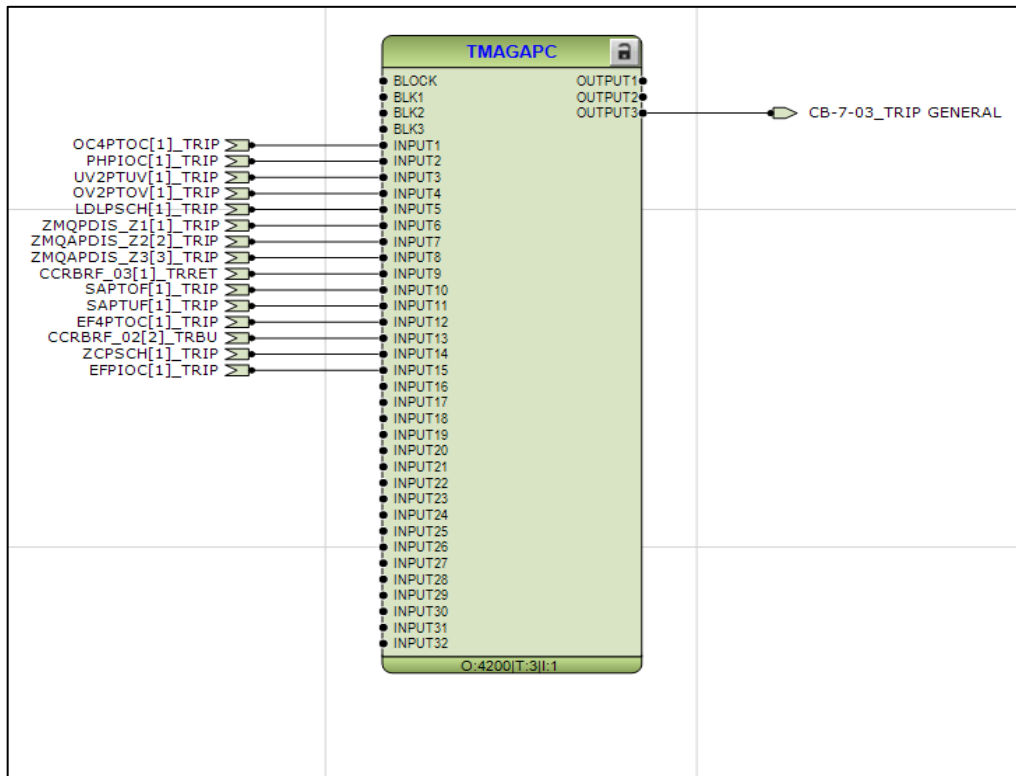 TMAGAPC
BLOCK OUTPUT1
BLK1 OUTPUT2
BLK2 OUTPUT3 CB-7-03_TRIP GENERAL
BLK3
OC4PTOC[1]_TRIP INPUT1
PHPIOC[1]_TRIP INPUT2
UV2PTUV[1]_TRIP INPUT3
OV2PTOV[1]_TRIP INPUT4
LDLPSCH[1]_TRIP INPUT5
ZMQPDIS_Z1[1]_TRIP INPUT6
ZMQAPDIS_Z2[2]_TRIP INPUT7
ZMQAPDIS_Z3[3]_TRIP INPUT8
CCRBRF_03[1]_TRRET INPUT9
SAPTOF[1]_TRIP INPUT10
SAPTUF[1]_TRIP INPUT11
EF4PTOC[1]_TRIP INPUT12
CCRBRF_02[2]_TRBU INPUT13
ZCPSCH[1]_TRIP INPUT14
EFPIOC[1]_TRIP INPUT15
INPUT16
INPUT17
INPUT18
INPUT19
INPUT20
INPUT21
INPUT22
INPUT23
INPUT24
INPUT25
INPUT26
INPUT27
INPUT28
INPUT29
INPUT30
INPUT31
INPUT32
O:4200|T:3|I:1